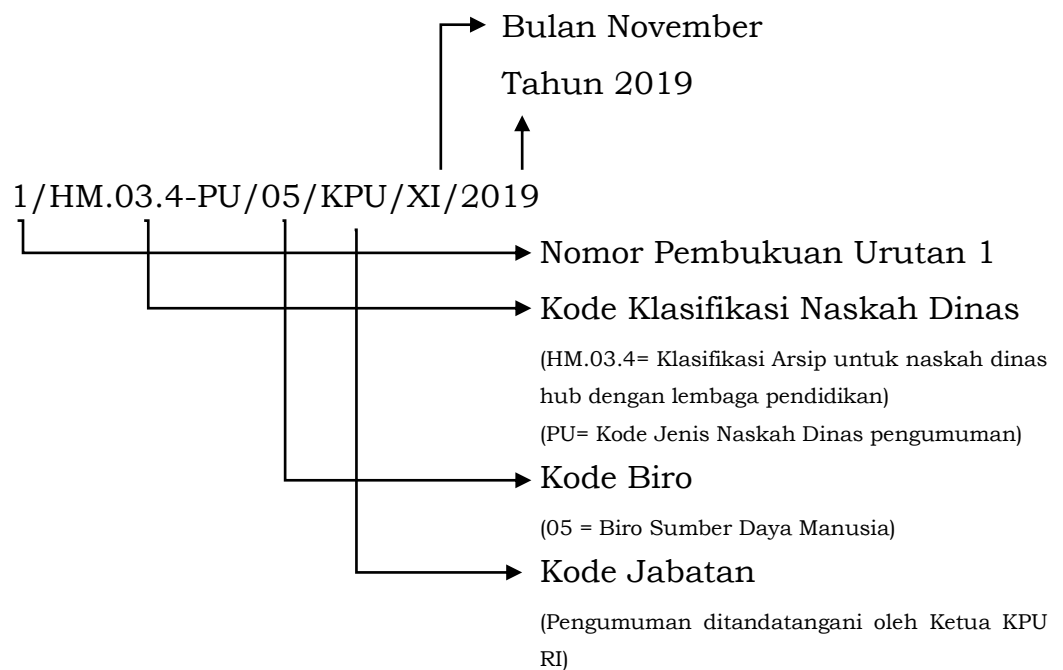 Bulan November
Tahun 2019
1/HM.03.4-PU/05/KPU/XI/2019
Nomor Pembukuan Urutan 1
Kode Klasifikasi Naskah Dinas
(HM.03.4= Klasifikasi Arsip untuk naskah dinas
hub dengan lembaga pendidikan)
(PU= Kode Jenis Naskah Dinas pengumuman)
Kode Biro
(05 = Biro Sumber Daya Manusia)
Kode Jabatan
(Pengumuman ditandatangani oleh Ketua KPU
RI)